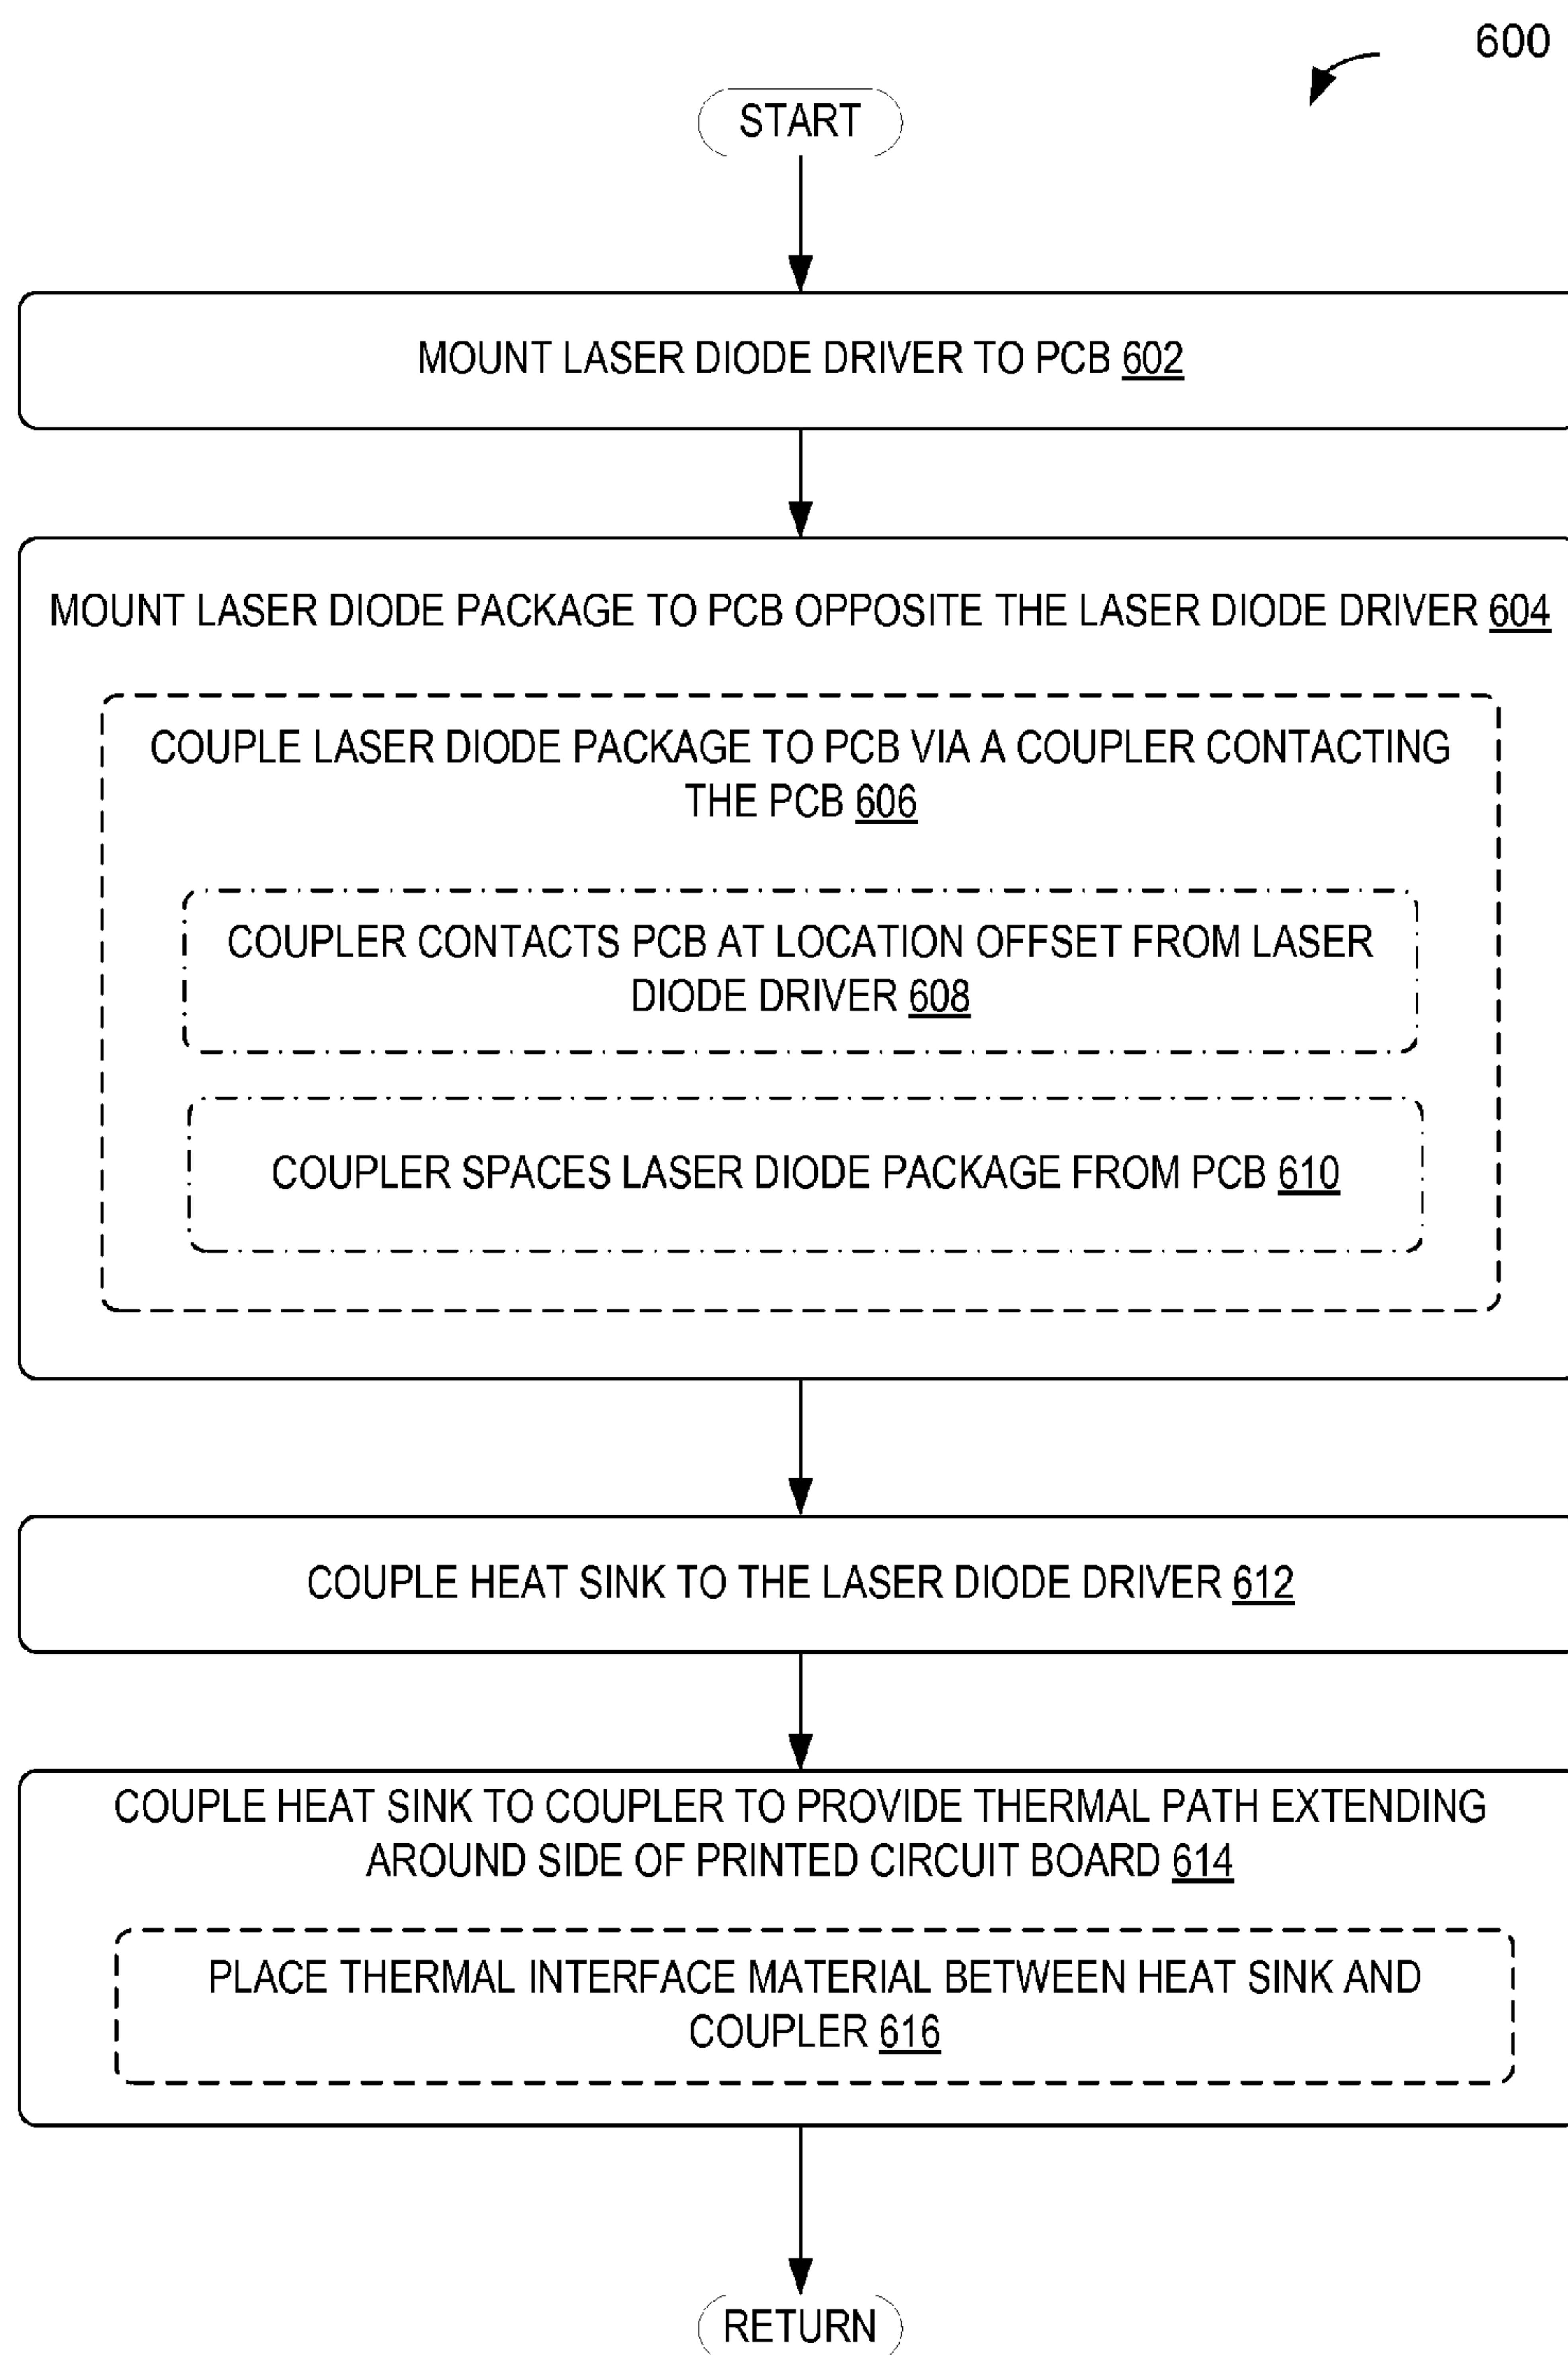 600
START
MOUNT LASER DIODE DRIVER TO PCB 602
MOUNT LASER DIODE PACKAGE TO PCB OPPOSITE THE LASER DIODE DRIVER 604
COUPLE LASER DIODE PACKAGE TO PCB VIA A COUPLER CONTACTING
THE PCB 606
COUPLER CONTACTS PCB AT LOCATION OFFSET FROM LASER
DIODE DRIVER 608
COUPLER SPACES LASER DIODE PACKAGE FROM PCB 610
COUPLE HEAT SINK TO THE LASER DIODE DRIVER 612
COUPLE HEAT SINK TO COUPLER TO PROVIDE THERMAL PATH EXTENDING
AROUND SIDE OF PRINTED CIRCUIT BOARD 614
PLACE THERMAL INTERFACE MATERIAL BETWEEN HEAT SINK AND
COUPLER 616
RETURN